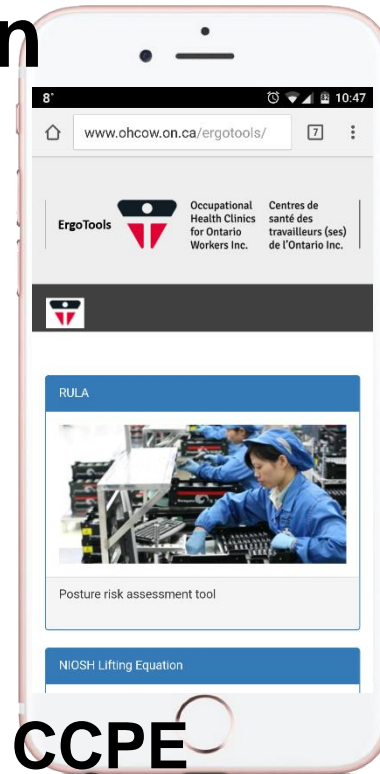 n
8°
10:47
www.ohcow.on.ca/ergotools/
7
ErgoTools
Occupational
Health Clinics
for Ontario
Workers Inc.
Centres de
santé des
travailleurs (ses)
de l'Ontario Inc.
RULA
Posture risk assessment tool
NIOSH Lifting Equation
CCPE